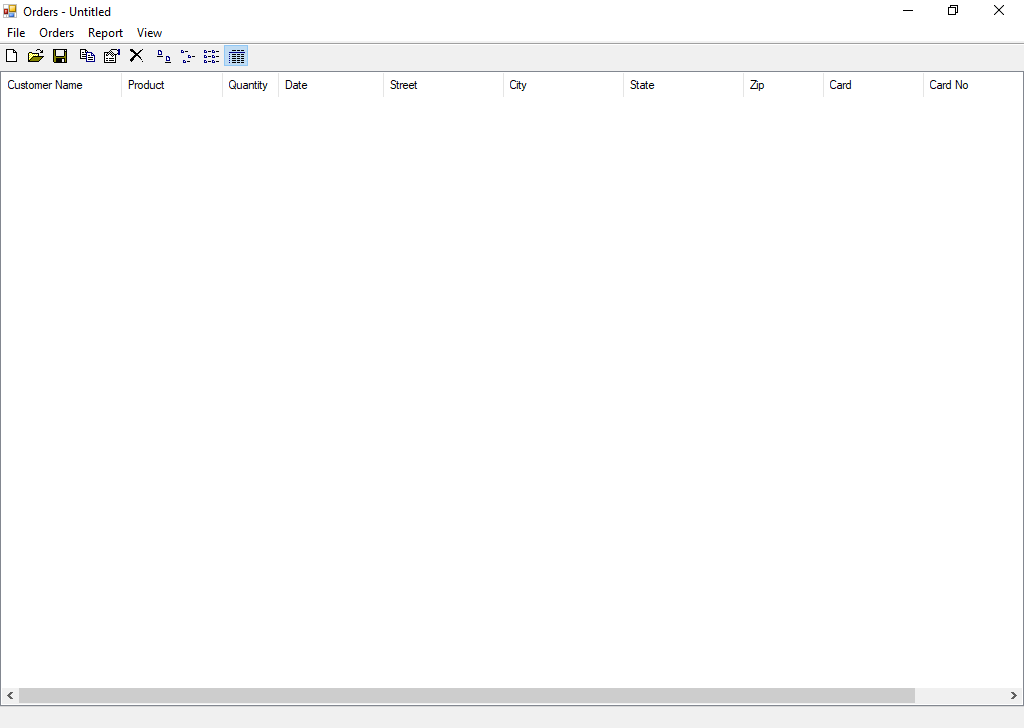 Orders - Untitled
File Orders Report View
Customer Name Product Quantity Date Street City State Zip Card Card No